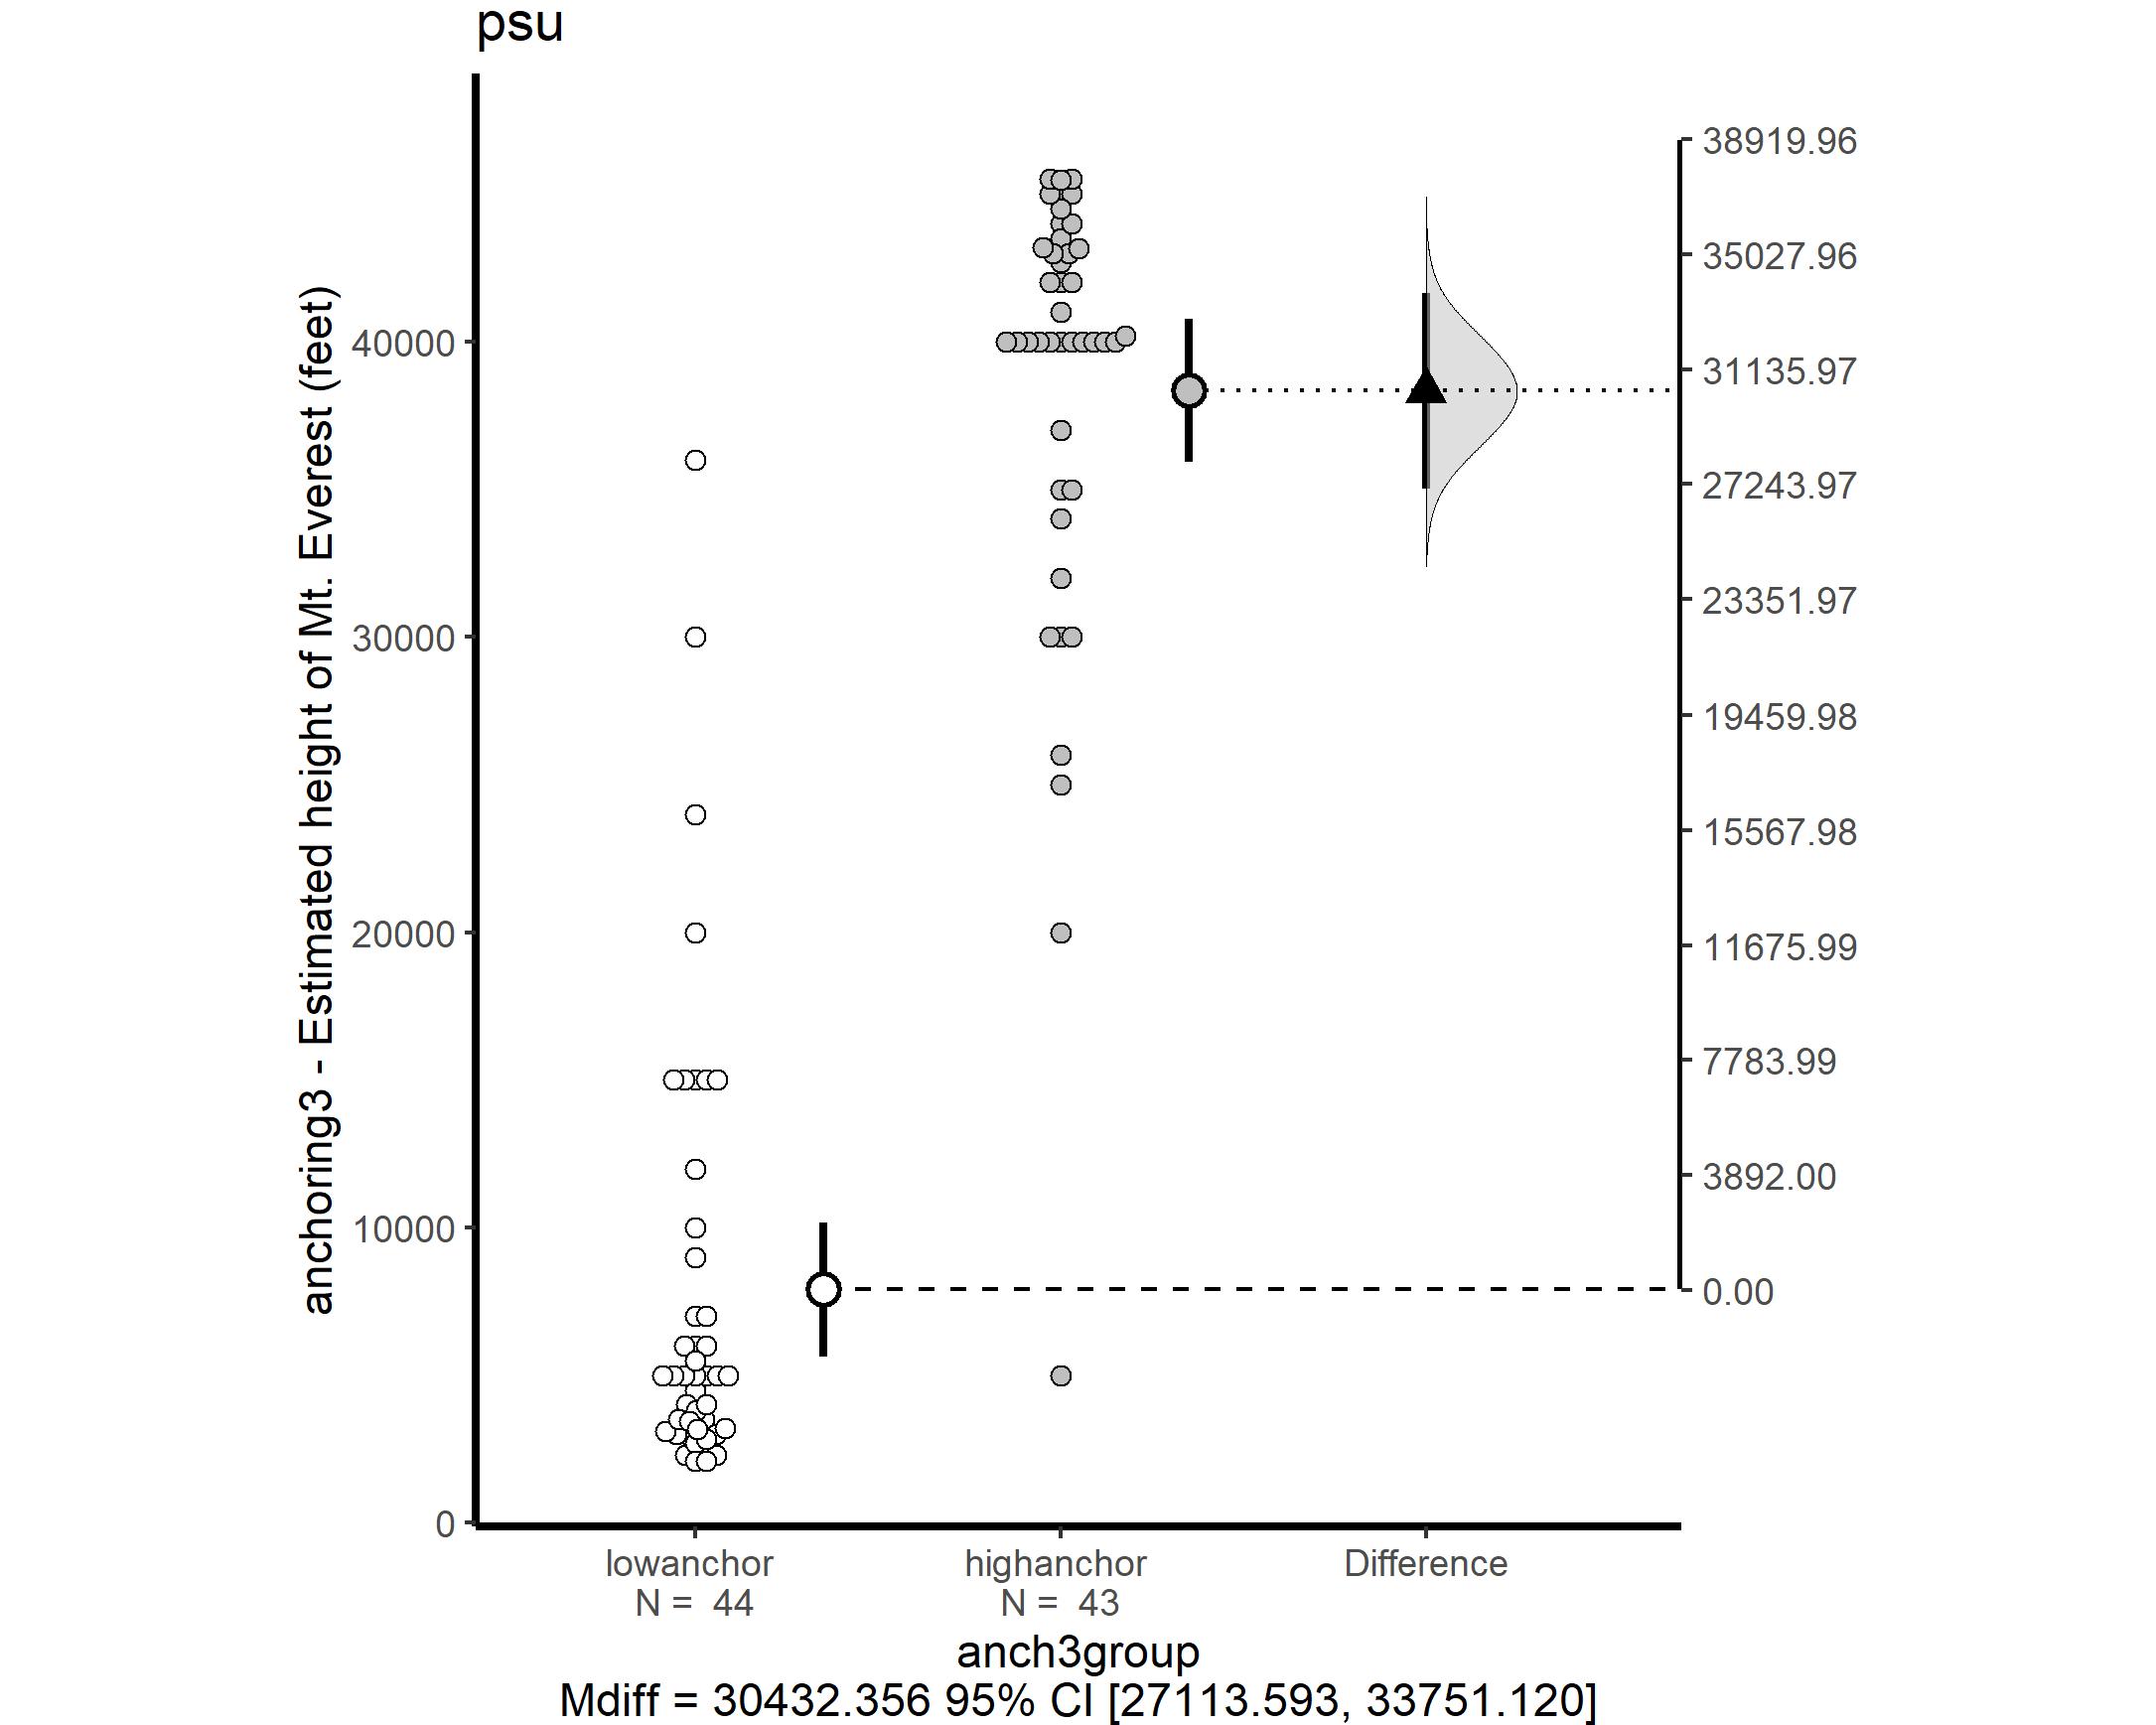 psu
anchoring3 - Estimated height of Mt. Everest (feet)
40000
30000
20000
10000
0
38919.96
35027.96
31135.97
27243.97
23351.97
19459.98
15567.98
11675.99
7783.99
3892.00
0.00
lowanchor
N =  44
highanchor
N =  43
Difference
anch3group
Mdiff = 30432.356 95% CI [27113.593, 33751.120]